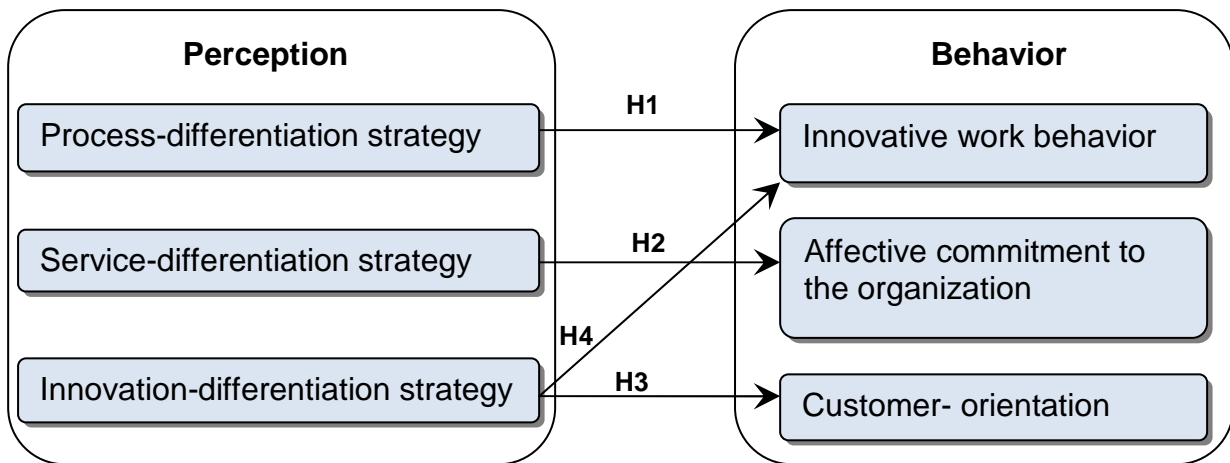 Perception
Process-differentiation strategy
Service-differentiation strategy
Innovation-differentiation strategy
H1
H2
H4
H3
Behavior
Innovative work behavior
Affective commitment to
the organization
Customer- orientation